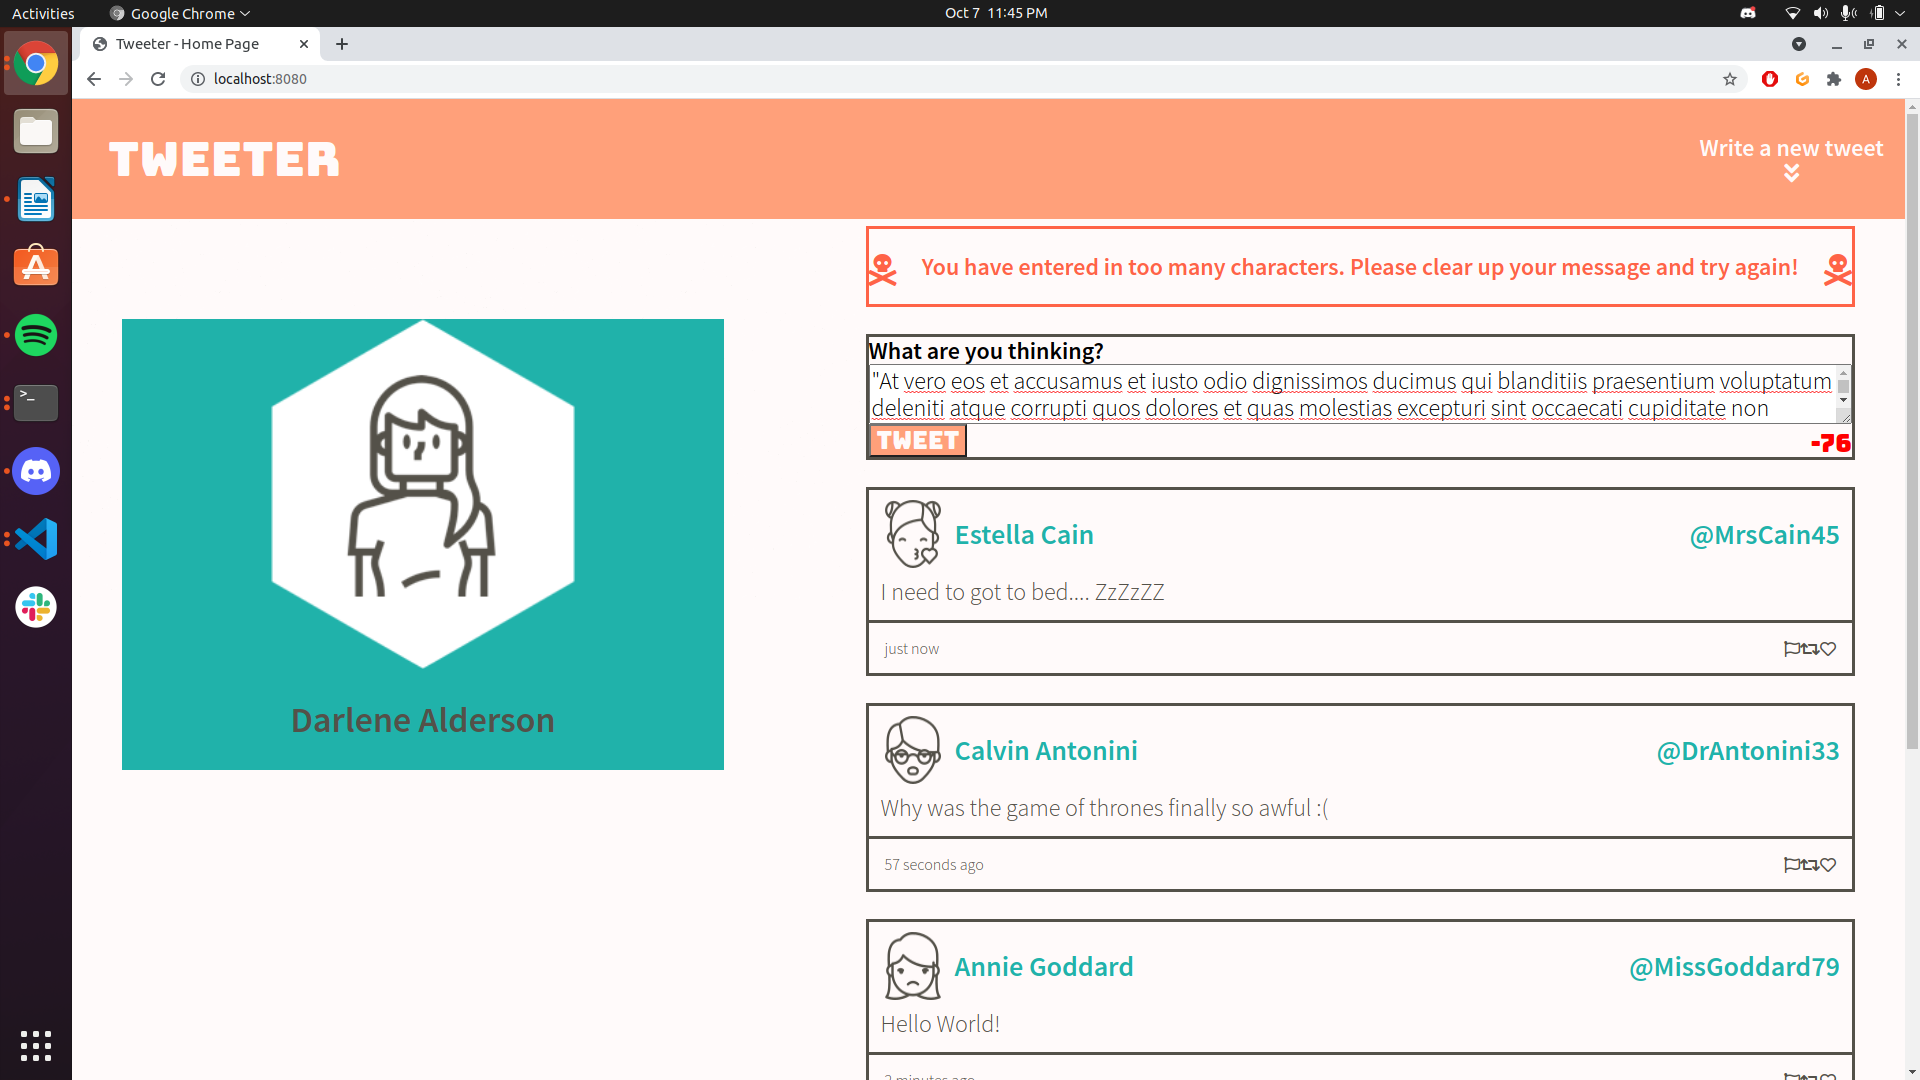 Activities
Google Chrome
Oct 7 11:45 PM
Tweeter - Home Page
localhost:8080
A
TWEETER
Write a new tweet
You have entered in too many characters. Please clear up your message and try again!
What are you thinking?
"At vero eos et accusamus et iusto odio dignissimos ducimus qui blanditiis praesentium voluptatum
deleniti atque corrupti quos dolores et quas molestias excepturi sint occaecati cupiditate non
TWEET
-76
Darlene Alderson
Estella Cain
@MrsCain45
I need to got to bed.... ZzZzZZ
just now
Calvin Antonini
@DrAntonini33
Why was the game of thrones finally so awful :(
57 seconds ago
Annie Goddard
@MissGoddard79
Hello World!
minutes ago